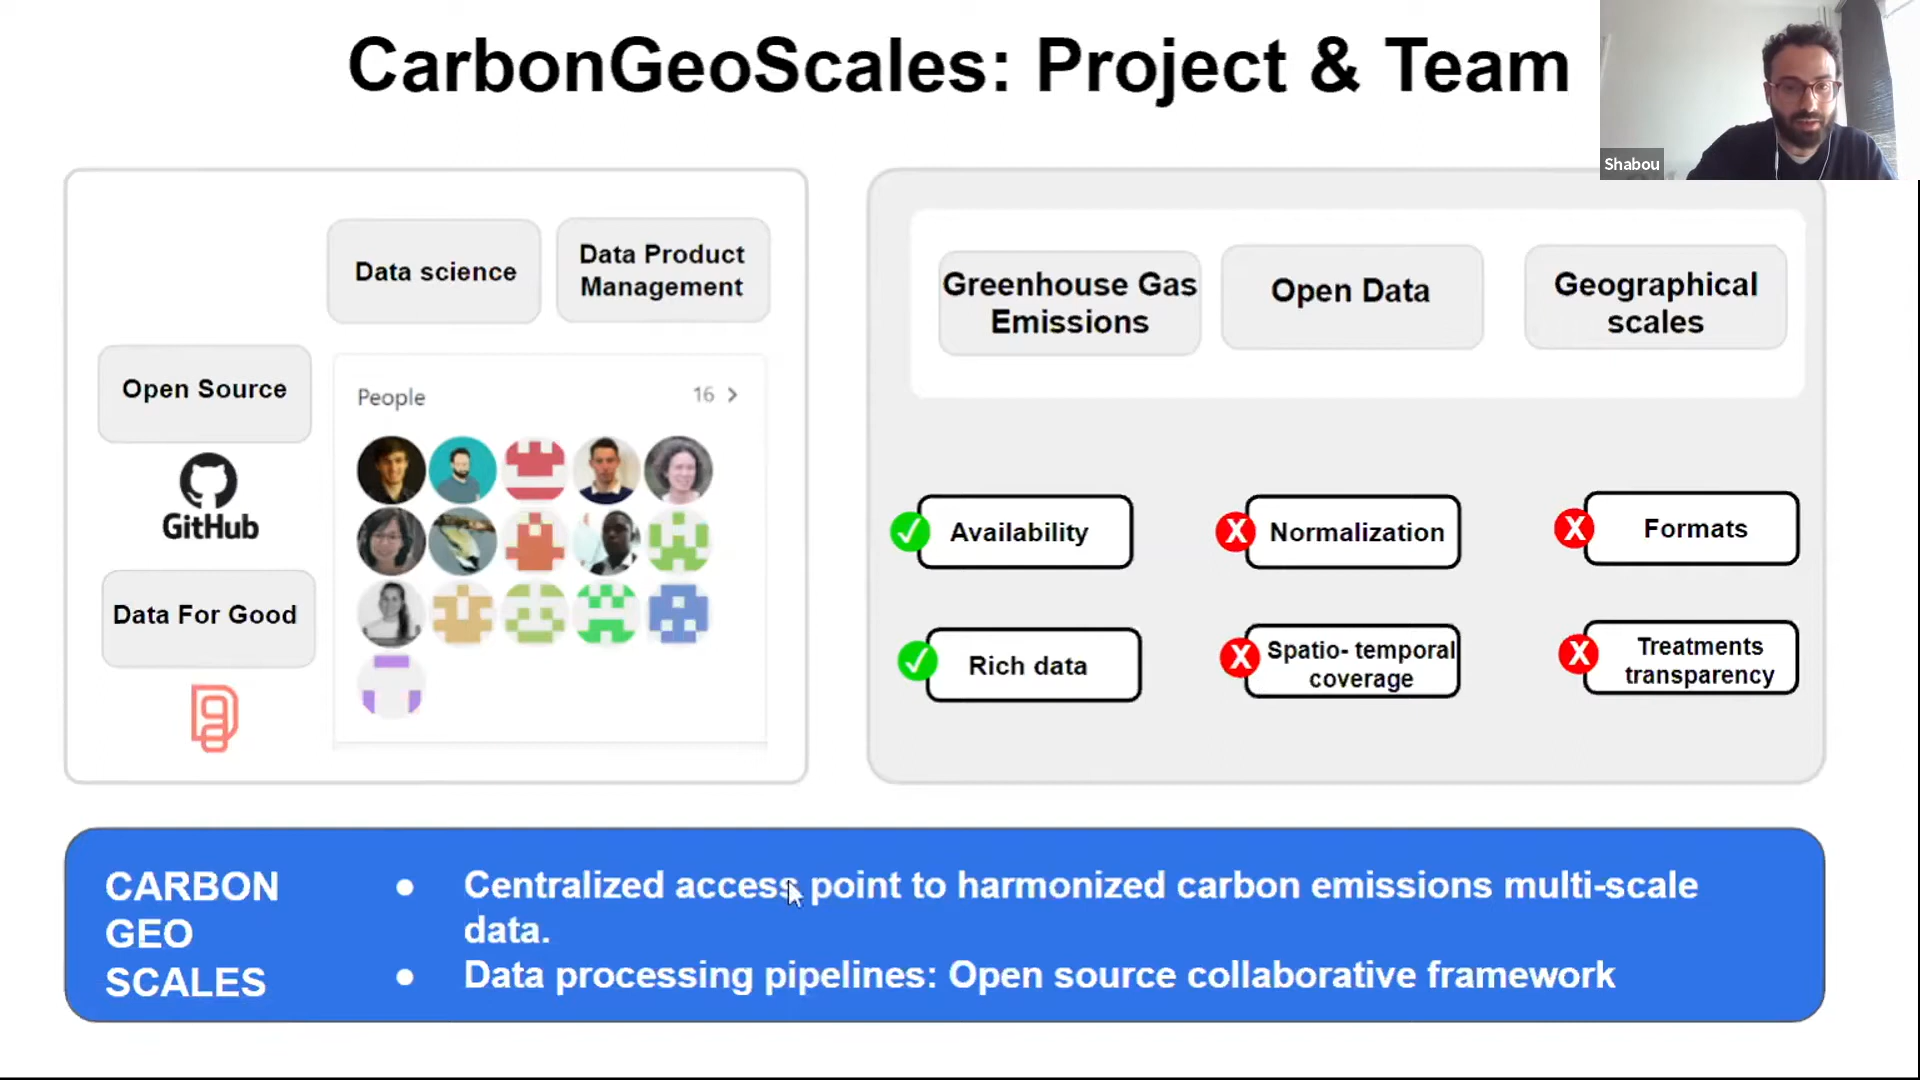 CarbonGeoScales: Project & Team
Shabou
Data science
Data Product
Management
Open Source
GitHub
Data For Good
People
16
Greenhouse Gas
Emissions
Open Data
Geographical
scales
Availability
X Normalization
X Formats
Rich data
X Spatio- temporal
coverage
X Treatments
transparency
CARBON
GEO
SCALES
● Centralized access point to harmonized carbon emissions multi-scale
data.
● Data processing pipelines: Open source collaborative framework